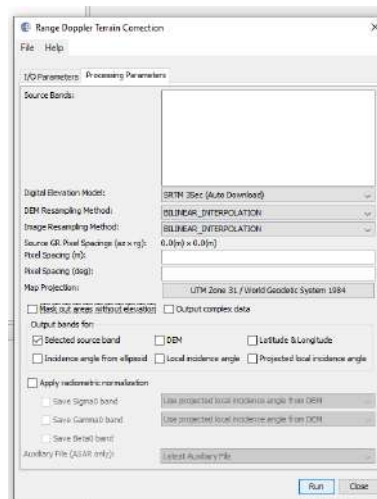 Range Doppler Terrain Correction
File Help
I/O Parameters Processing Parameters
Source Bands:
Digital Elevation Model: SRTM 3Sec (Auto Download)
DEM Resampling Method: BILINEAR_INTERPOLATION
Image Resampling Method: BILINEAR_INTERPOLATION
Source GR Pixel Spacings (az x rg): 0.0(m) x 0.0(m)
Pixel Spacing (m):
Pixel Spacing (deg):
Map Projection: UTM Zone 31 / World Geodetic System 1984
Mask out areas without elevation Output complex data
Output bands for:
Selected source band DEM Latitude & Longitude
Incidence angle from ellipsoid Local incidence angle Projected local incidence angle
Apply radiometric normalization
Save Sigma0 band Use projected local incidence angle from DEM
Save Gamma0 band Use projected local incidence angle from DEM
Save Beta0 band
Auxiliary File (ASAR only): Latest Auxiliary File
Run Close